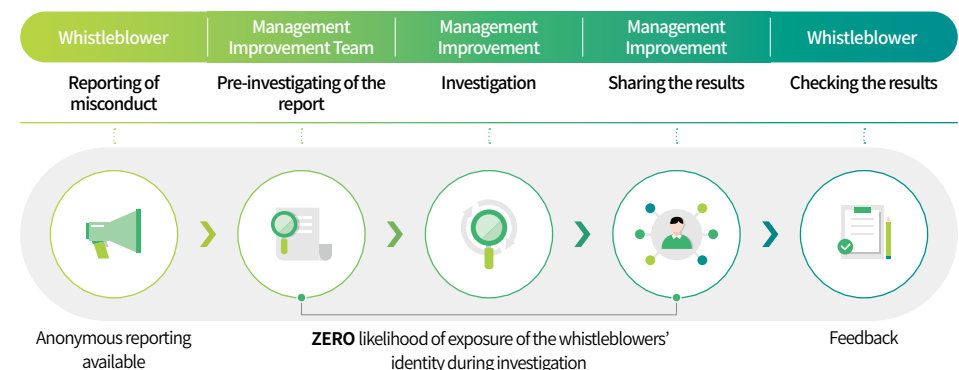 Whistleblower
Management
Improvement Team
Management
Improvement
Management
Improvement
Whistleblower
Reporting of
misconduct
Pre-investigating of the
report
Investigation
Sharing the results
Checking the results
Anonymous reporting
available
ZERO likelihood of exposure of the whistleblowers’
identity during investigation
Feedback